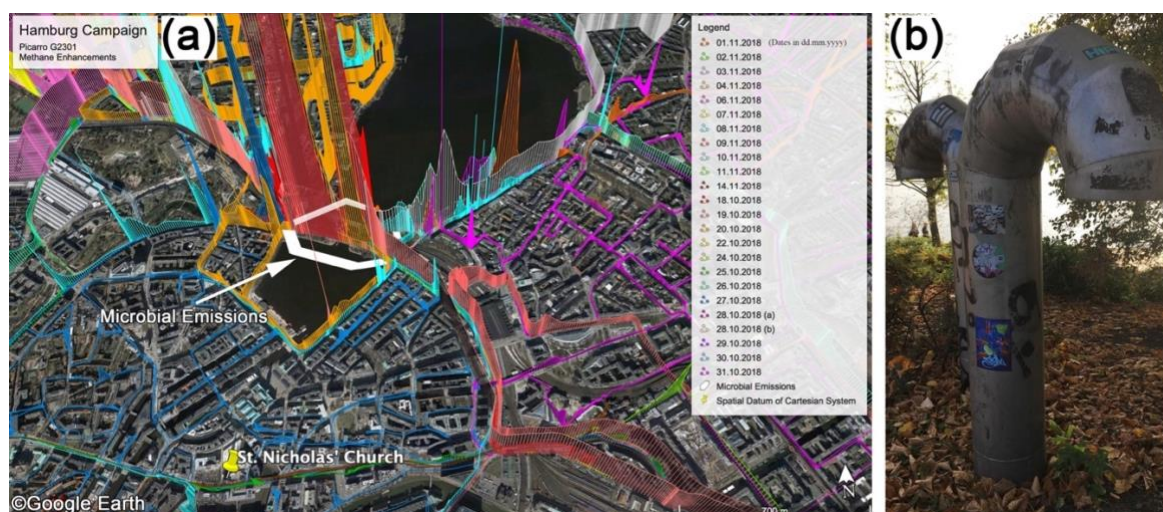 Hamburg Campaign
Picarro G2301
Methane Enhancements
(a)
Microbial Emissions
St. Nicholas' Church
©Google Earth
Legend
01.11.2018 (Dates in dd.mm.yyyy)
02.11.2018
03.11.2018
04.11.2018
06.11.2018
07.11.2018
08.11.2018
09.11.2018
10.11.2018
11.11.2018
14.11.2018
18.10.2018
19.10.2018
20.10.2018
22.10.2018
24.10.2018
25.10.2018
26.10.2018
27.10.2018
28.10.2018 (a)
28.10.2018 (b)
29.10.2018
30.10.2018
31.10.2018
Microbial Emissions
Spatial Datum of Cartesian System
N
700 m
(b)